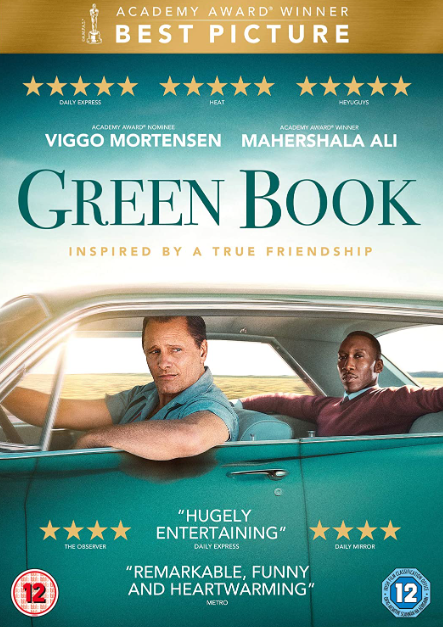 ACADEMY AWARD® WINNER
BEST PICTURE
DAILY EXPRESS
HEAT
HEYUGUYS
ACADEMY AWARD® NOMINEE
VIGGO MORTENSEN
ACADEMY AWARD® WINNER
MAHERSHALA ALI
GREEN BOOK
INSPIRED BY A TRUE FRIENDSHIP
THE OBSERVER
“HUGELY
ENTERTAINING”
DAILY EXPRESS
DAILY MIRROR
“REMARKABLE, FUNNY
AND HEARTWARMING”
METRO
12
12